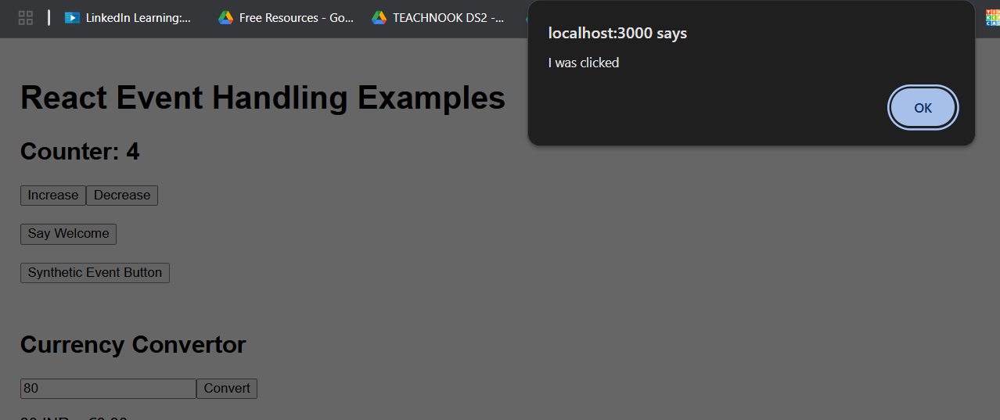 LinkedIn Learning:...
Free Resources - Go...
TEACHNOOK DS2 -...
localhost:3000 says
I was clicked
OK
React Event Handling Examples
Counter: 4
Increase Decrease
Say Welcome
Synthetic Event Button
Currency Convertor
80 Convert